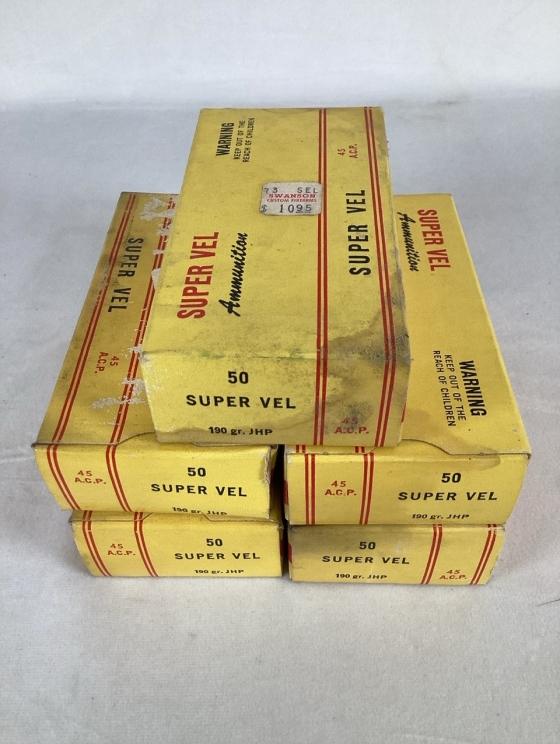 WARNING
KEEP OUT OF THE
REACH OF CHILDREN
45
A.C.P.
73 SEL
SWANSON
CUSTOM FIREARMS
$ 1095
SUPER VEL
Ammunition
SUPER VEL
50
SUPER VEL
190 gr. JHP
45
A.C.P.
SUPER VEL
45
A.C.P.
SUPER VEL
Ammunition
WARNING
KEEP OUT OF THE
REACH OF CHILDREN
45
A.C.P.
50
SUPER VEL
190 gr. JHP
45
A.C.P.
50
SUPER VEL
190 gr. JHP
45
A.C.P.
50
SUPER VEL
190 gr. JHP
50
SUPER VEL
190 gr. JHP
45
A.C.P.